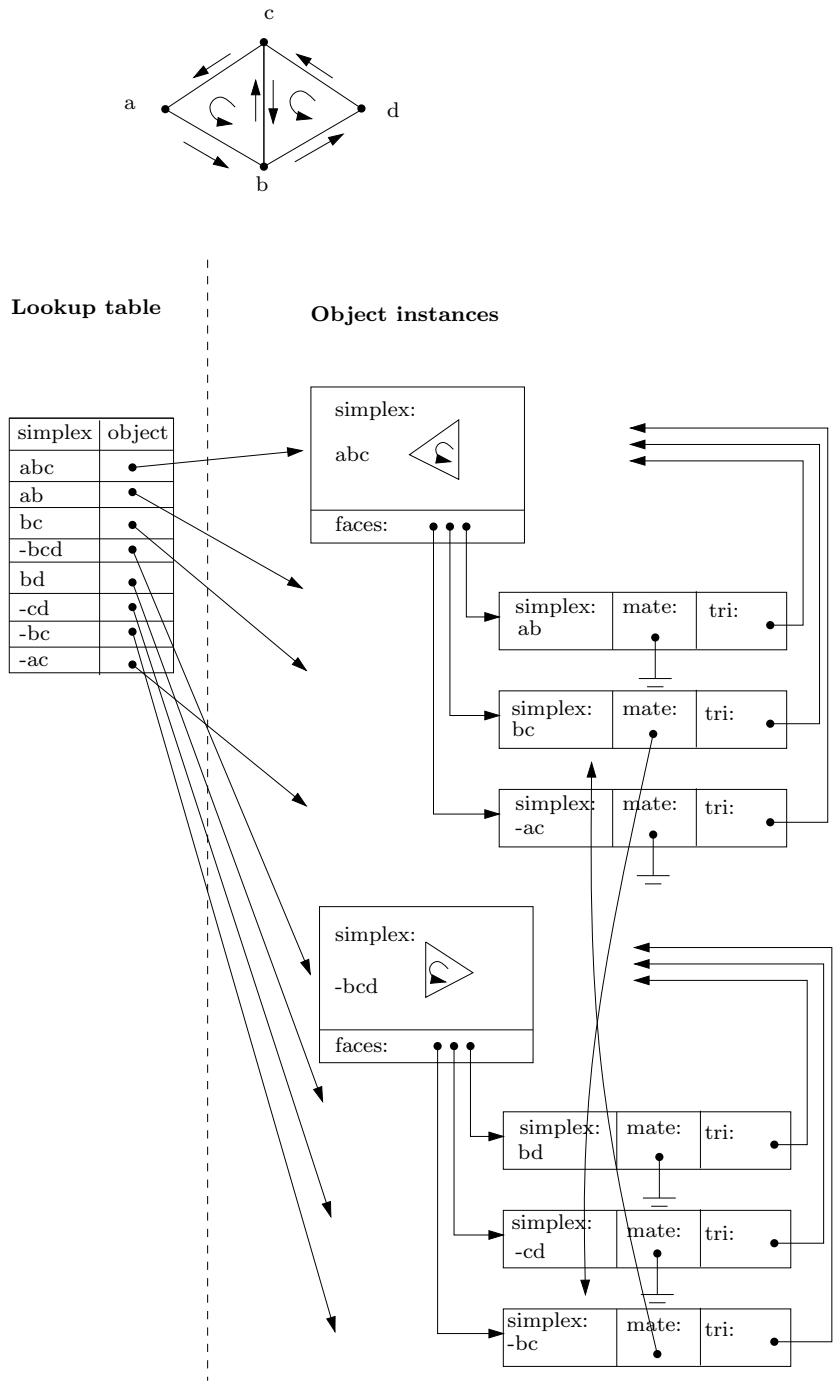 c
a
d
b
Lookup table
Object instances
simplex object
abc
ab
bc
-bcd
bd
-cd
-bc
-ac
simplex:
abc
faces:
simplex: mate: tri:
ab
simplex: mate: tri:
bc
simplex: mate: tri:
-ac
simplex:
-bcd
faces:
simplex: mate: tri:
bd
simplex: mate: tri:
-cd
simplex: mate: tri:
-bc